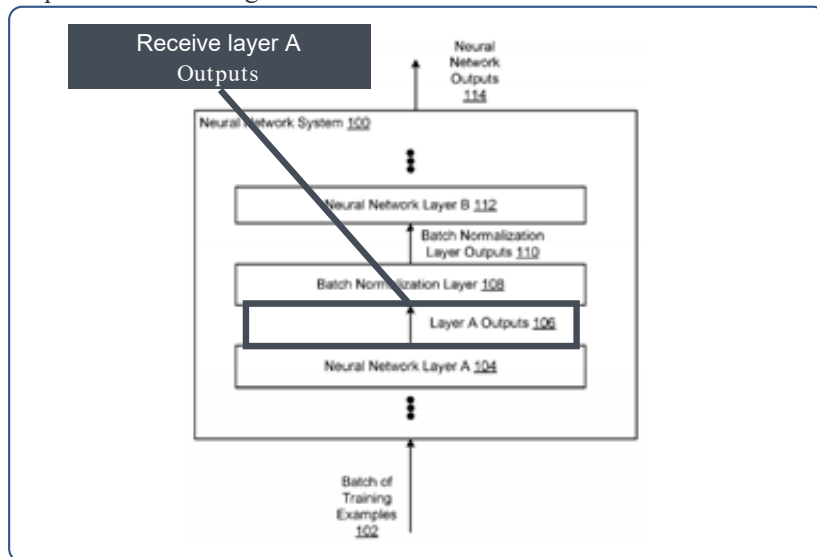 Receive layer A
Outputs
Neural
Network
Outputs
114
Neural Network System 100
Neural Network Layer B 112
Batch Normalization
Layer Outputs 110
Batch Normalization Layer 108
Layer A Outputs 106
Neural Network Layer A 104
Batch of
Training
Examples
102